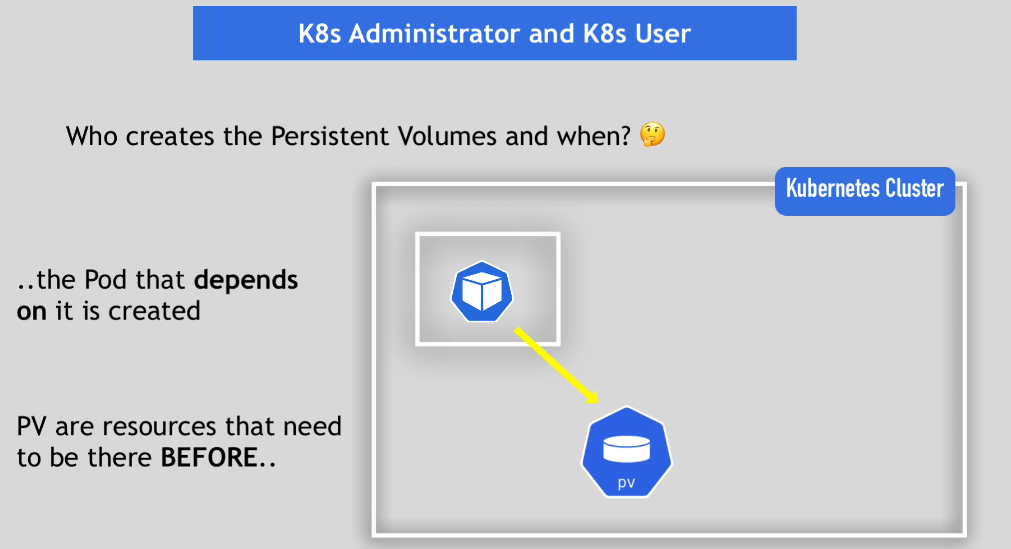 K8s Administrator and K8s User
Who creates the Persistent Volumes and when? 🤔
Kubernetes Cluster
..the Pod that depends
on it is created
PV are resources that need
to be there BEFORE..
pv